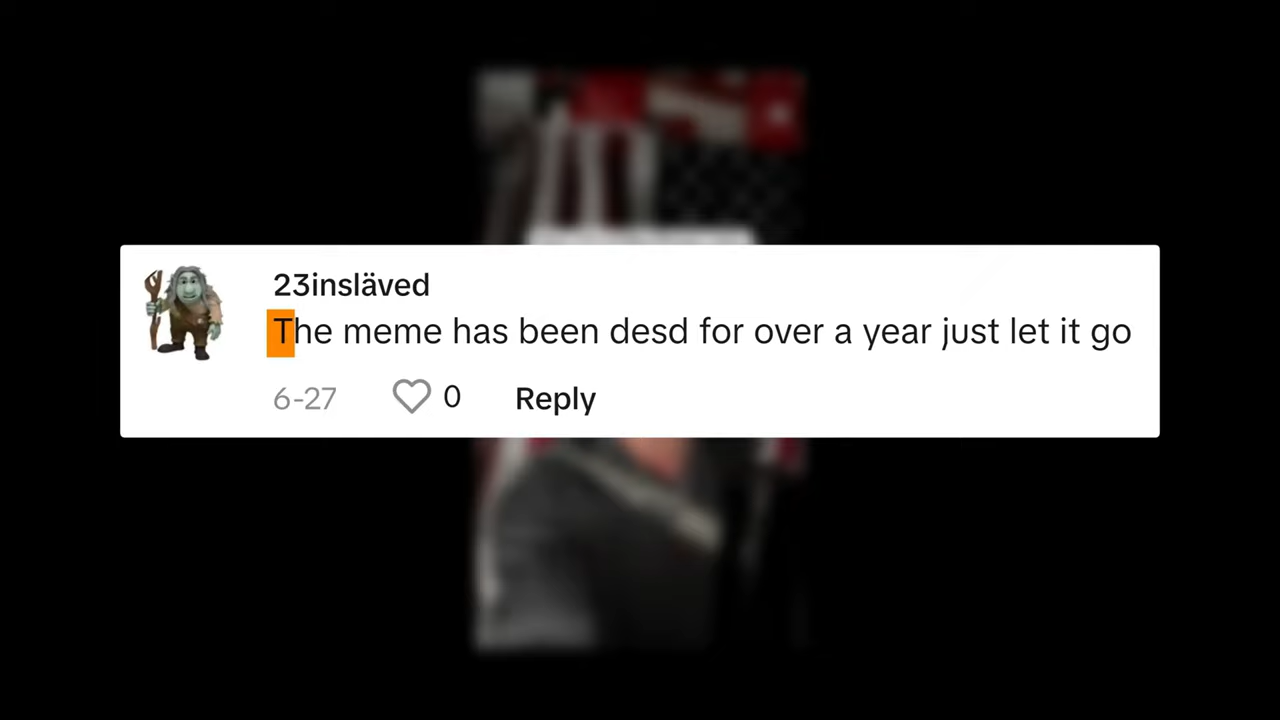 23insläved
The meme has been desd for over a year just let it go
6-27 0 Reply